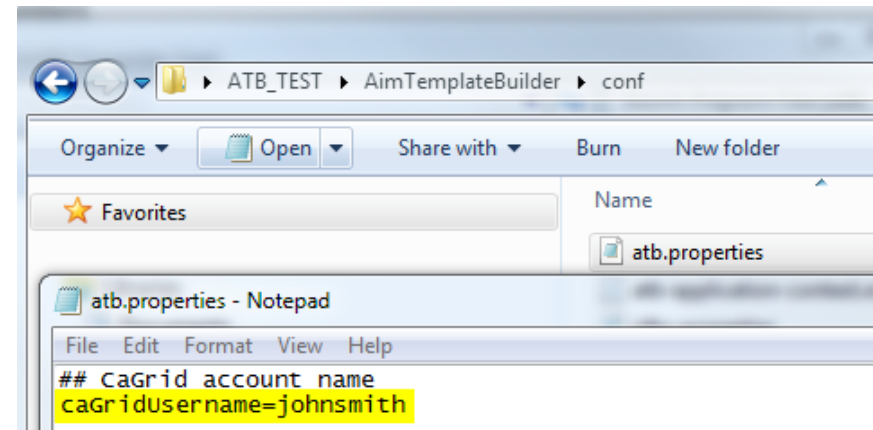 ATB_TEST AimTemplateBuilder conf
Organize Open Share with Burn New folder
Favorites
Name
atb.properties
atb.properties - Notepad
File Edit Format View Help
## CaGrid account name
caGridUsername=johnsmith